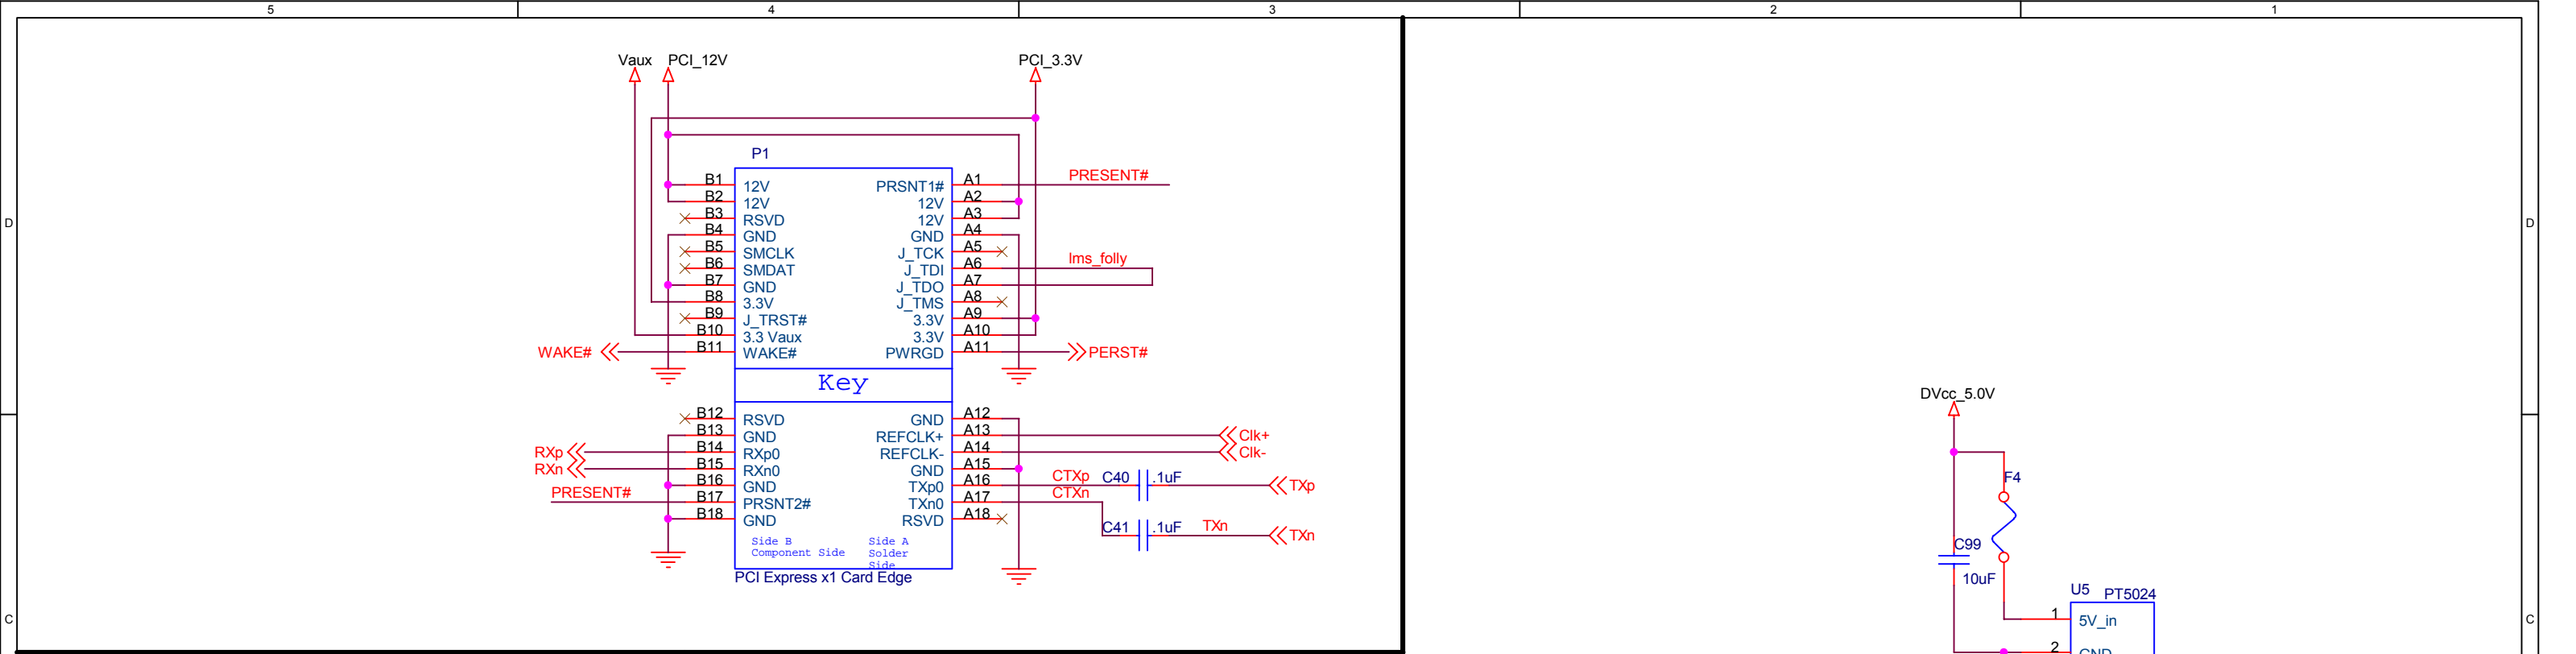 5 4 3 2 1
Vaux PCI_12V PCI_3.3V
P1
B1 12V PRSNT1# A1 PRESENT#
B2 12V 12V A2
B3 RSVD 12V A3
B4 GND GND A4
B5 SMCLK J_TCK A5
B6 SMDAT J_TDI A6 lms_folly
B7 GND J_TDO A7
B8 3.3V J_TMS A8
B9 J_TRST# 3.3V A9
B10 3.3 Vaux 3.3V A10
WAKE# B11 WAKE# PWRGD A11 PERST#
D D
Key
B12 RSVD GND A12
B13 GND REFCLK+ A13 Clk+
RXp B14 RXp0 REFCLK- A14 Clk-
RXn B15 RXn0 GND A15
B16 GND TXp0 A16 CTXp C40 .1uF TXp
PRESENT# B17 PRSNT2# TXn0 A17 CTXn
B18 GND RSVD A18
C41 .1uF TXn TXn
Side B Side A
Component Side Solder
Side
PCI Express x1 Card Edge
DVcc_5.0V
F4
C99
10uF
U5 PT5024
1 5V_in
2 GND
C C